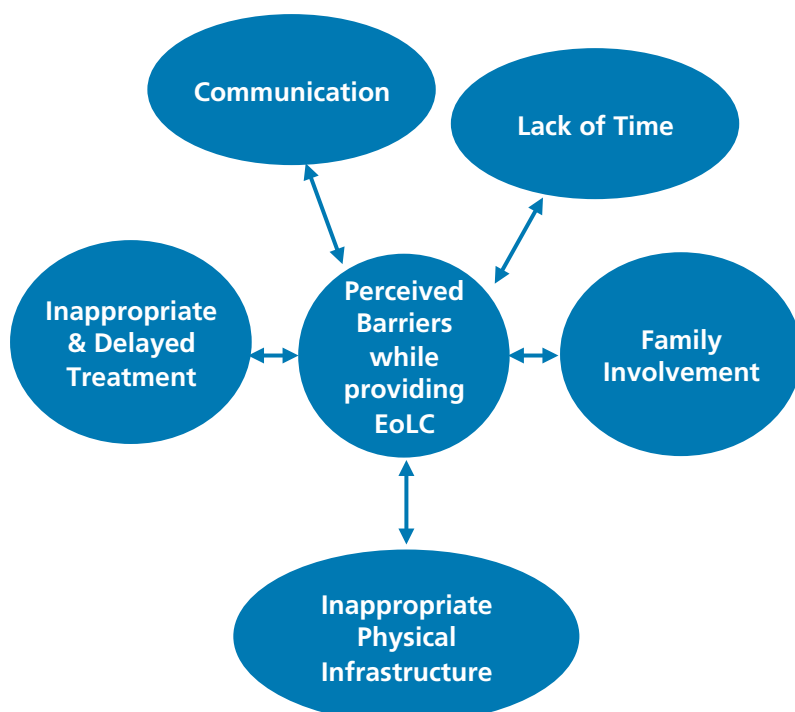 Communication
Lack of Time
Inappropriate
& Delayed
Treatment
Perceived
Barriers
while
providing
EoLC
Family
Involvement
Inappropriate
Physical
Infrastructure